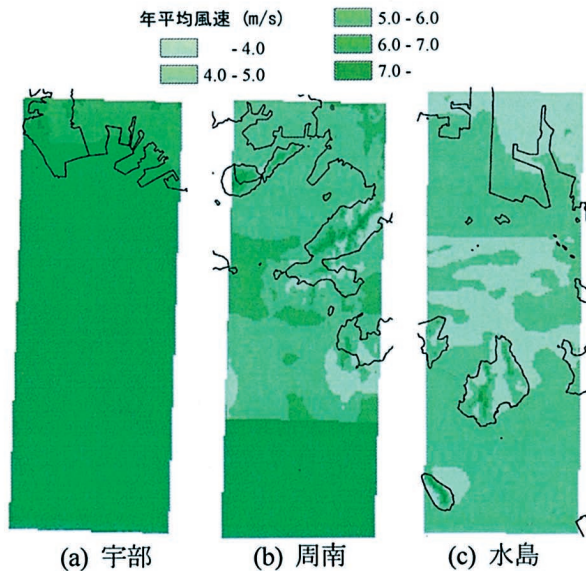 年平均風速 (m/s)
- 4.0
4.0 - 5.0
5.0 - 6.0
6.0 - 7.0
7.0 -
(a) 宇部
(b) 周南
(c) 水島